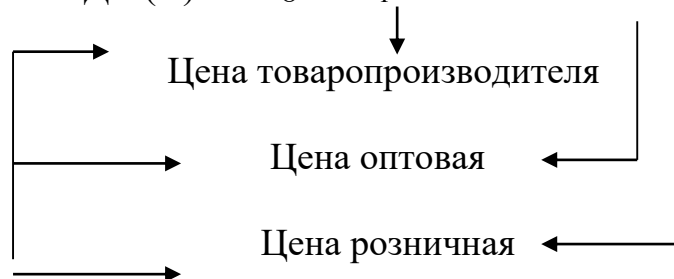 Цена товаропроизводителя
Цена оптовая
Цена розничная